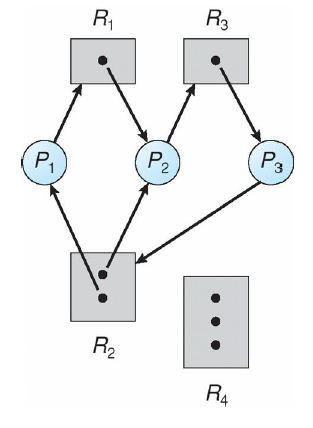 R₁ R₃
P₁ P₂ P₃
R₂
R₄